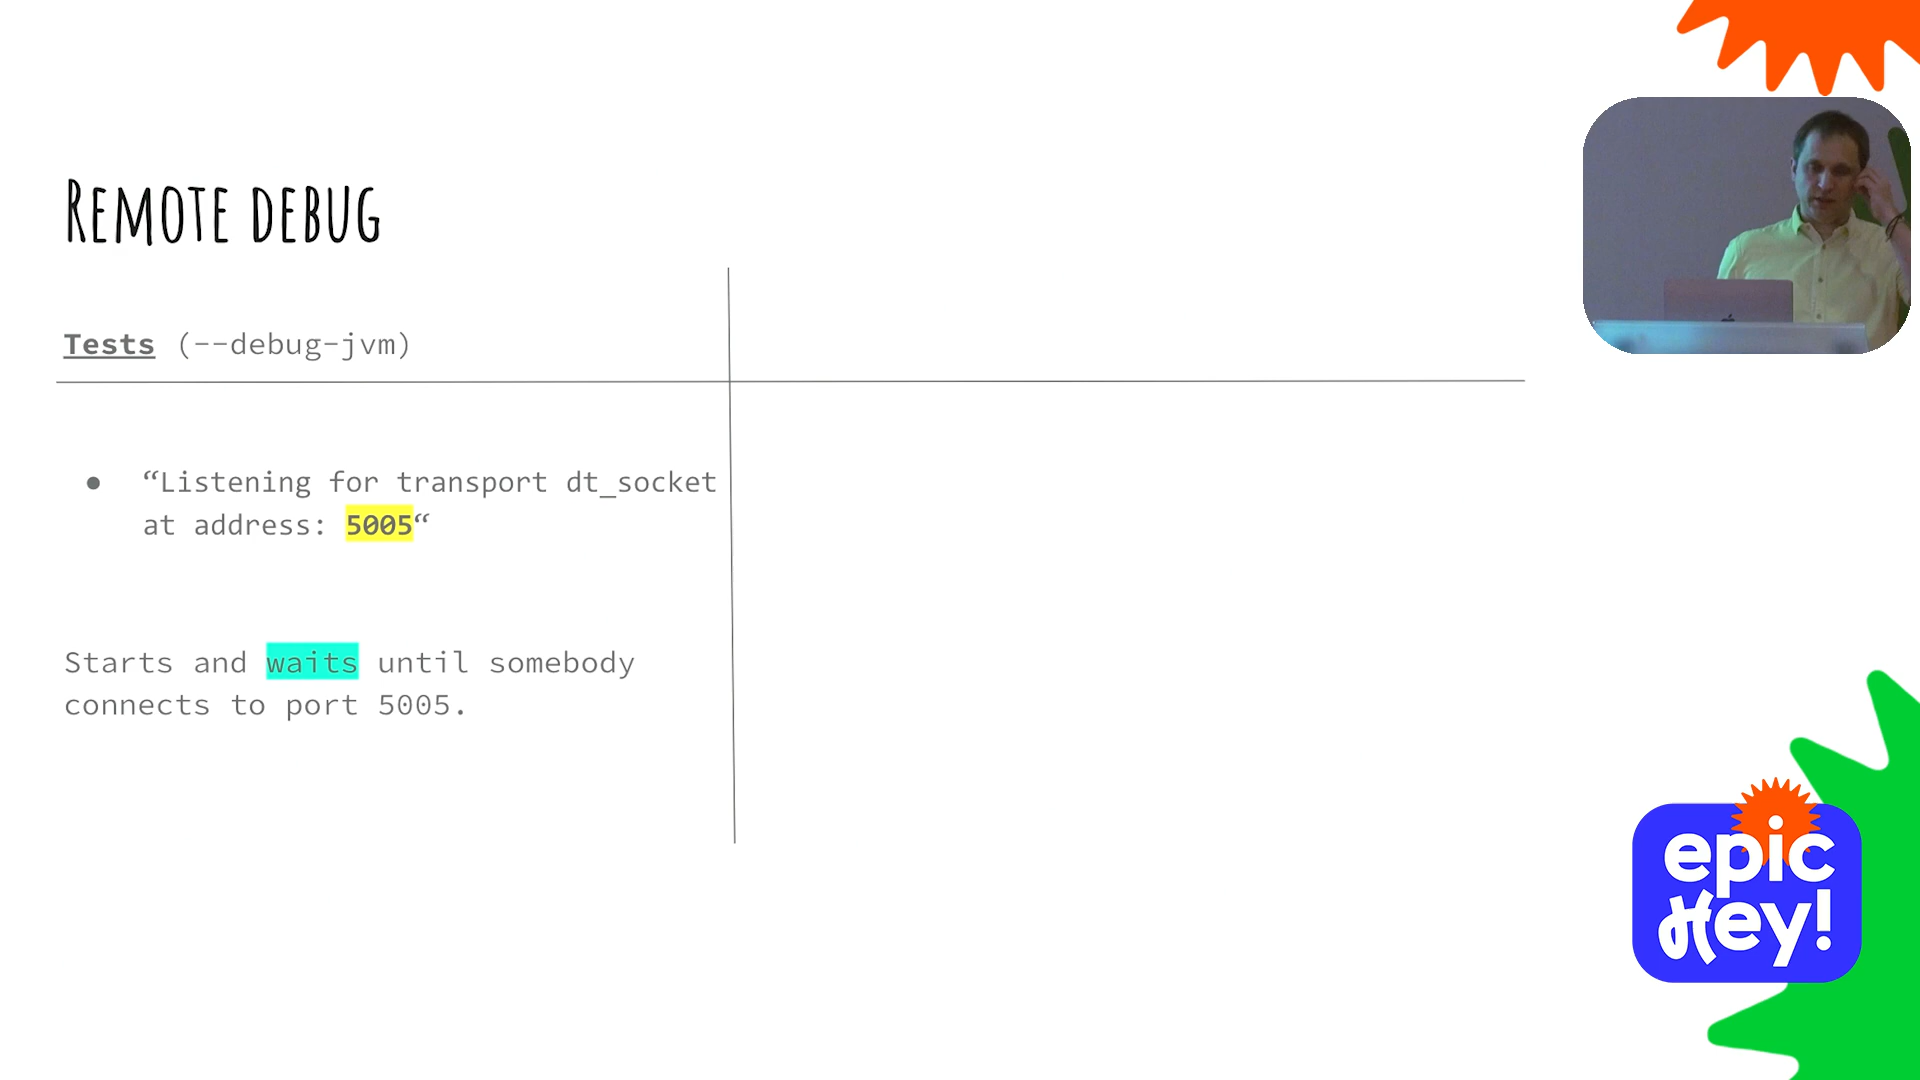 REMOTE DEBUG
Tests (--debug-jvm)
● “Listening for transport dt_socket
at address: 5005“
Starts and waits until somebody
connects to port 5005.
epic
Hey!